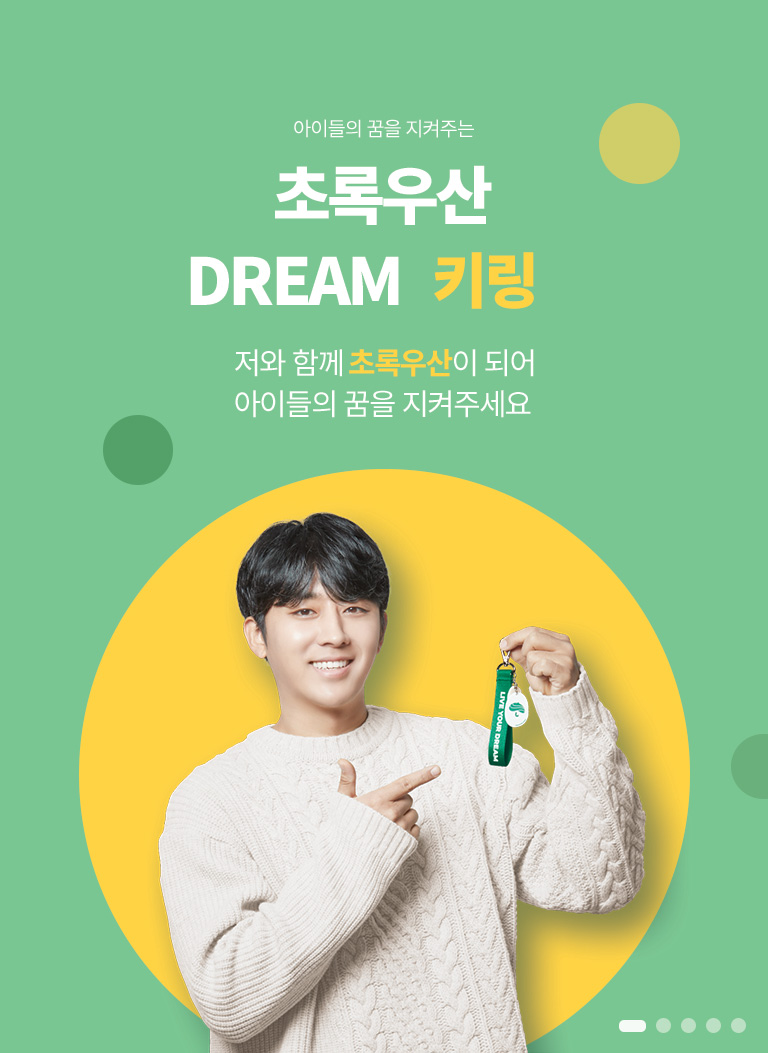 아이들의 꿈을 지켜주는
초록우산
DREAM 키링
저와 함께 초록우산이 되어
아이들의 꿈을 지켜주세요
LIVE YOUR DREAM